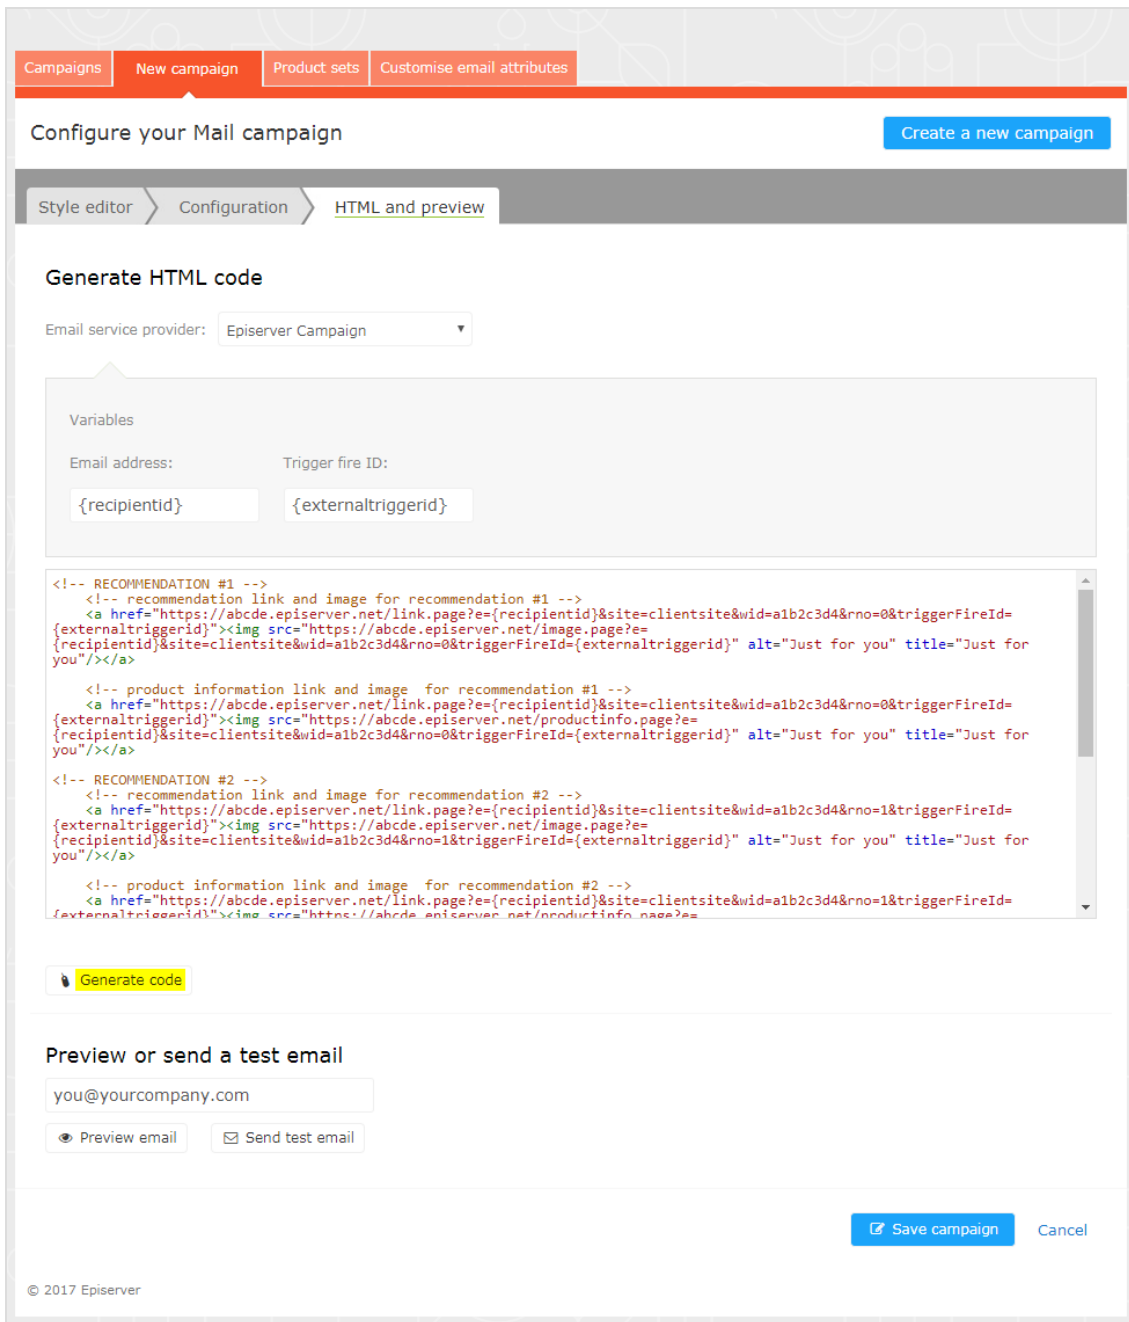 Campaigns New campaign Product sets Customise email attributes
Configure your Mail campaign Create a new campaign
Style editor Configuration HTML and preview
Generate HTML code
Email service provider: Episerver Campaign
Variables
Email address: Trigger fire ID:
{recipientid} {externaltriggerid}
<!-- RECOMMENDATION #1 -->
<!-- recommendation link and image for recommendation #1 -->
<a href="https://abcde.episerver.net/link.page?e={recipientid}&site=clientsite&wid=a1b2c3d4&rno=0&triggerFireId=
{externaltriggerid}"><img src="https://abcde.episerver.net/image.page?e=
{recipientid}&site=clientsite&wid=a1b2c3d4&rno=0&triggerFireId={externaltriggerid}" alt="Just for you" title="Just for
you"/></a>
<!-- product information link and image  for recommendation #1 -->
<a href="https://abcde.episerver.net/link.page?e={recipientid}&site=clientsite&wid=a1b2c3d4&rno=0&triggerFireId=
{externaltriggerid}"><img src="https://abcde.episerver.net/productinfo.page?e=
{recipientid}&site=clientsite&wid=a1b2c3d4&rno=0&triggerFireId={externaltriggerid}" alt="Just for you" title="Just for
you"/></a>
<!-- RECOMMENDATION #2 -->
<!-- recommendation link and image for recommendation #2 -->
<a href="https://abcde.episerver.net/link.page?e={recipientid}&site=clientsite&wid=a1b2c3d4&rno=1&triggerFireId=
{externaltriggerid}"><img src="https://abcde.episerver.net/image.page?e=
{recipientid}&site=clientsite&wid=a1b2c3d4&rno=1&triggerFireId={externaltriggerid}" alt="Just for you" title="Just for
you"/></a>
<!-- product information link and image  for recommendation #2 -->
<a href="https://abcde.episerver.net/link.page?e={recipientid}&site=clientsite&wid=a1b2c3d4&rno=1&triggerFireId=
{externaltriggerid}"><img src="https://abcde.episerver.net/productinfo.page?e=
Generate code
Preview or send a test email
you@yourcompany.com
Preview email Send test email
Save campaign Cancel
© 2017 Episerver